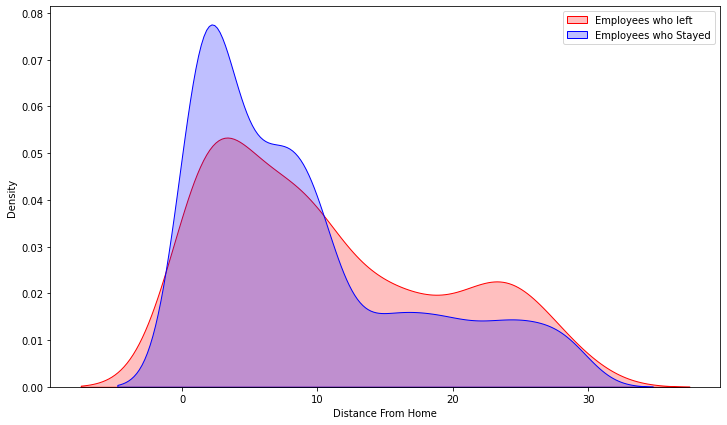 0.08
0.07
0.06
0.05
0.04
0.03
0.02
0.01
0.00
Density
0 10 20 30
Distance From Home
Employees who left
Employees who Stayed